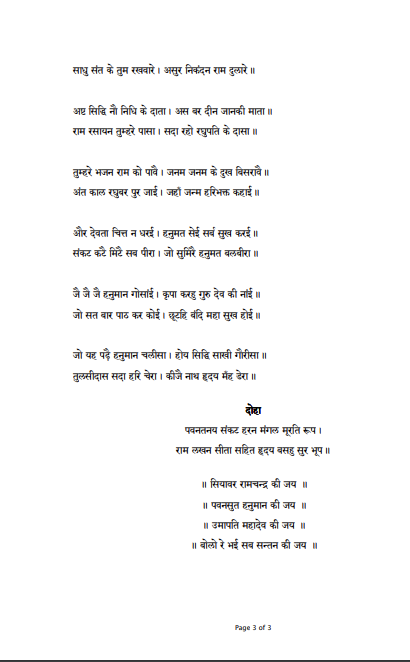 साधु संत के तुम रखवारे। असुर निकंदन राम दुलारे॥
अष्ट सिद्धि नौ निधि के दाता। अस बर दीन जानकी माता॥
राम रसायन तुम्हरे पासा। सदा रहो रघुपति के दासा॥
तुम्हरे भजन राम को पावै। जनम जनम के दुख बिसरावै॥
अंत काल रघुबर पुर जाई। जहाँ जन्म हरिभक्त कहाई॥
और देवता चित्त न धरई। हनुमत सेई सर्ब सुख करई॥
संकट कटै मिटै सब पीरा। जो सुमिरै हनुमत बलबीरा॥
जै जै जै हनुमान गोसाईं। कृपा करहु गुरु देव की नाईं॥
जो सत बार पाठ कर कोई। छूटहि बंदि महा सुख होई॥
जो यह पढ़ै हनुमान चलीसा। होय सिद्धि साखी गौरीसा॥
तुलसीदास सदा हरि चेरा। कीजै नाथ हृदय मँह डेरा॥
दोहा
पवनतनय संकट हरन मंगल मूरति रूप।
राम लखन सीता सहित हृदय बसहु सुर भूप॥
॥ सियावर रामचन्द्र की जय ॥
॥ पवनसुत हनुमान की जय ॥
॥ उमापति महादेव की जय ॥
॥ बोलो रे भई सब सन्तन की जय ॥
Page 3 of 3